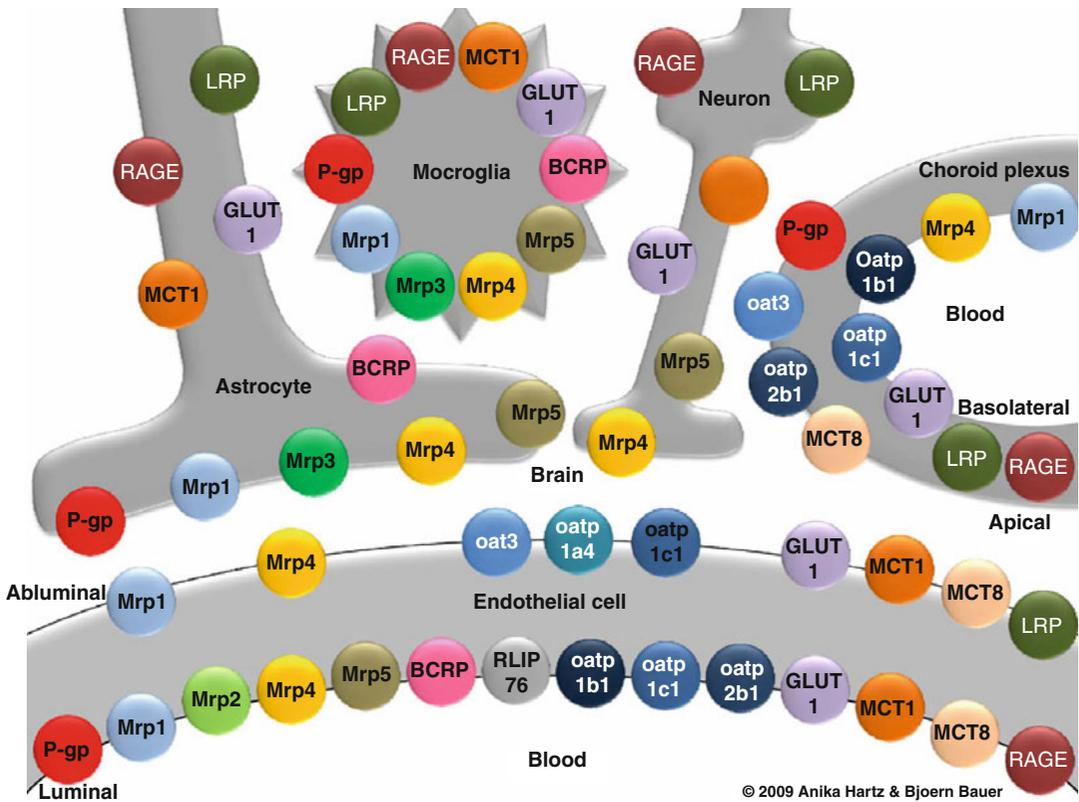 RAGE
MCT1
LRP
GLUT
1
P-gp
Mocroglia
BCRP
Mrp1
Mrp5
Mrp3
Mrp4
LRP
RAGE
GLUT
1
MCT1
BCRP
Astrocyte
Mrp5
Mrp4
Mrp3
Mrp1
P-gp
RAGE
LRP
Neuron
GLUT
1
Mrp5
Mrp4
Brain
Choroid plexus
P-gp
Mrp4
Mrp1
Oatp
1b1
oat3
Blood
oatp
1c1
oatp
2b1
GLUT
1
Basolateral
MCT8
LRP
RAGE
Apical
Abluminal
Mrp1
Mrp4
oat3
oatp
1a4
oatp
1c1
GLUT
1
MCT1
MCT8
LRP
Endothelial cell
P-gp
Mrp1
Mrp2
Mrp4
Mrp5
BCRP
RLIP
76
oatp
1b1
oatp
1c1
oatp
2b1
GLUT
1
MCT1
MCT8
RAGE
Luminal
Blood
© 2009 Anika Hartz & Bjoern Bauer